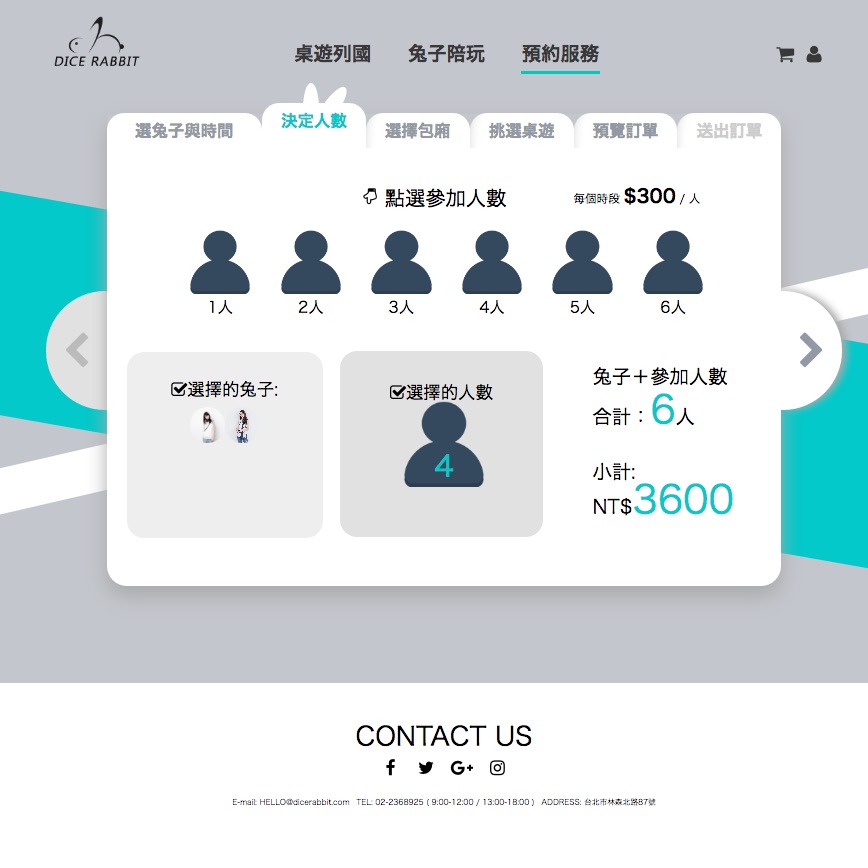 DICE RABBIT
桌遊列國 兔子陪玩 預約服務
選兔子與時間 決定人數 選擇包廂 挑選桌遊 預覽訂單 送出訂單
點選參加人數 每個時段 $300 / 人
1人 2人 3人 4人 5人 6人
選擇的兔子:
選擇的人數
4
兔子＋參加人數
合計：6人
小計:
NT$3600
CONTACT US
E-mail: HELLO@dicerabbit.com TEL: 02-2368925 ( 9:00-12:00 / 13:00-18:00 ) ADDRESS: 台北市林森北路87號